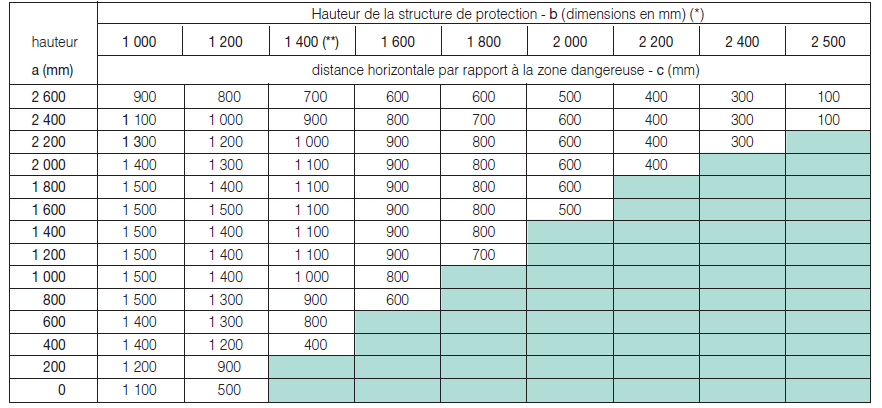 Hauteur de la structure de protection - b (dimensions en mm) (*)
hauteur 1 000 1 200 1 400 (**) 1 600 1 800 2 000 2 200 2 400 2 500
a (mm) distance horizontale par rapport à la zone dangereuse - c (mm)
2 600 900 800 700 600 600 500 400 300 100
2 400 1 100 1 000 900 800 700 600 400 300 100
2 200 1 300 1 200 1 000 900 800 600 400 300
2 000 1 400 1 300 1 100 900 800 600 400
1 800 1 500 1 400 1 100 900 800 600
1 600 1 500 1 500 1 100 900 800 500
1 400 1 500 1 400 1 100 900 800
1 200 1 500 1 400 1 100 900 700
1 000 1 500 1 400 1 000 800
800 1 500 1 300 900 600
600 1 400 1 300 800
400 1 400 1 200 400
200 1 200 900
0 1 100 500